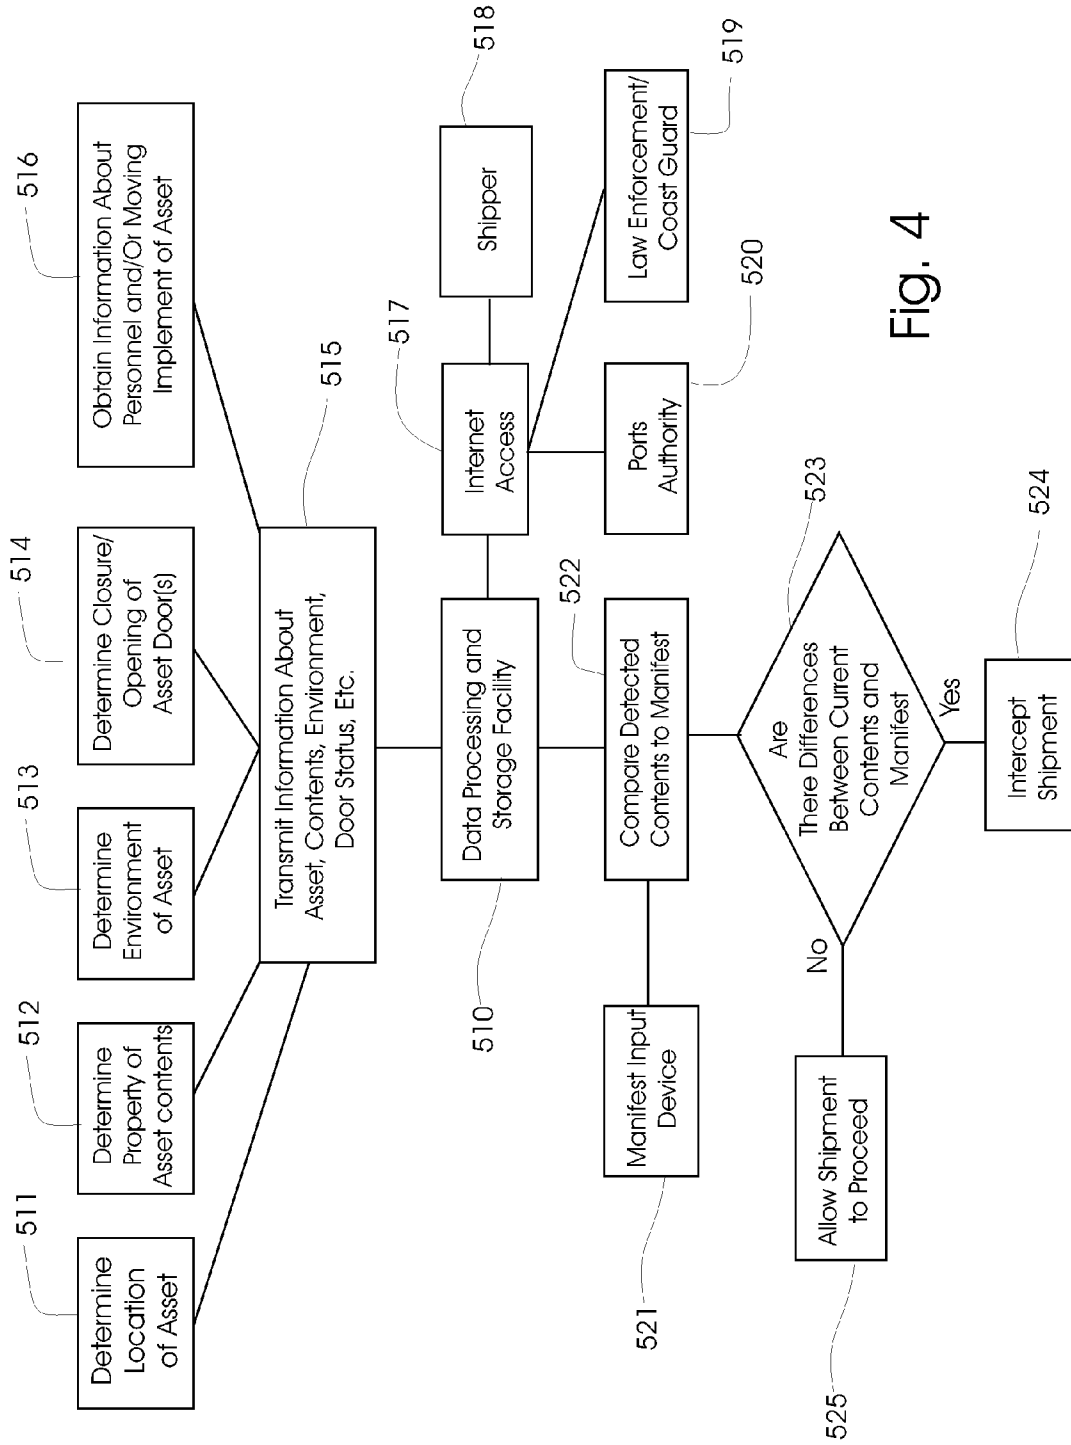 511
Determine
Location
of Asset
512
Determine
Property of
Asset contents
513
Determine
Environment
of Asset
514
Determine Closure/
Opening of
Asset Door(s)
516
Obtain Information About
Personnel and/Or Moving
Implement of Asset
515
Transmit Information About
Asset, Contents, Environment,
Door Status, Etc.
510
Data Processing and
Storage Facility
517
Internet
Access
518
Shipper
519
Law Enforcement/
Coast Guard
520
Ports
Authority
521
Manifest Input
Device
522
Compare Detected
Contents to Manifest
523
Are
There Differences
Between Current
Contents and
Manifest
No
Yes
525
Allow Shipment
to Proceed
524
Intercept
Shipment
Fig. 4